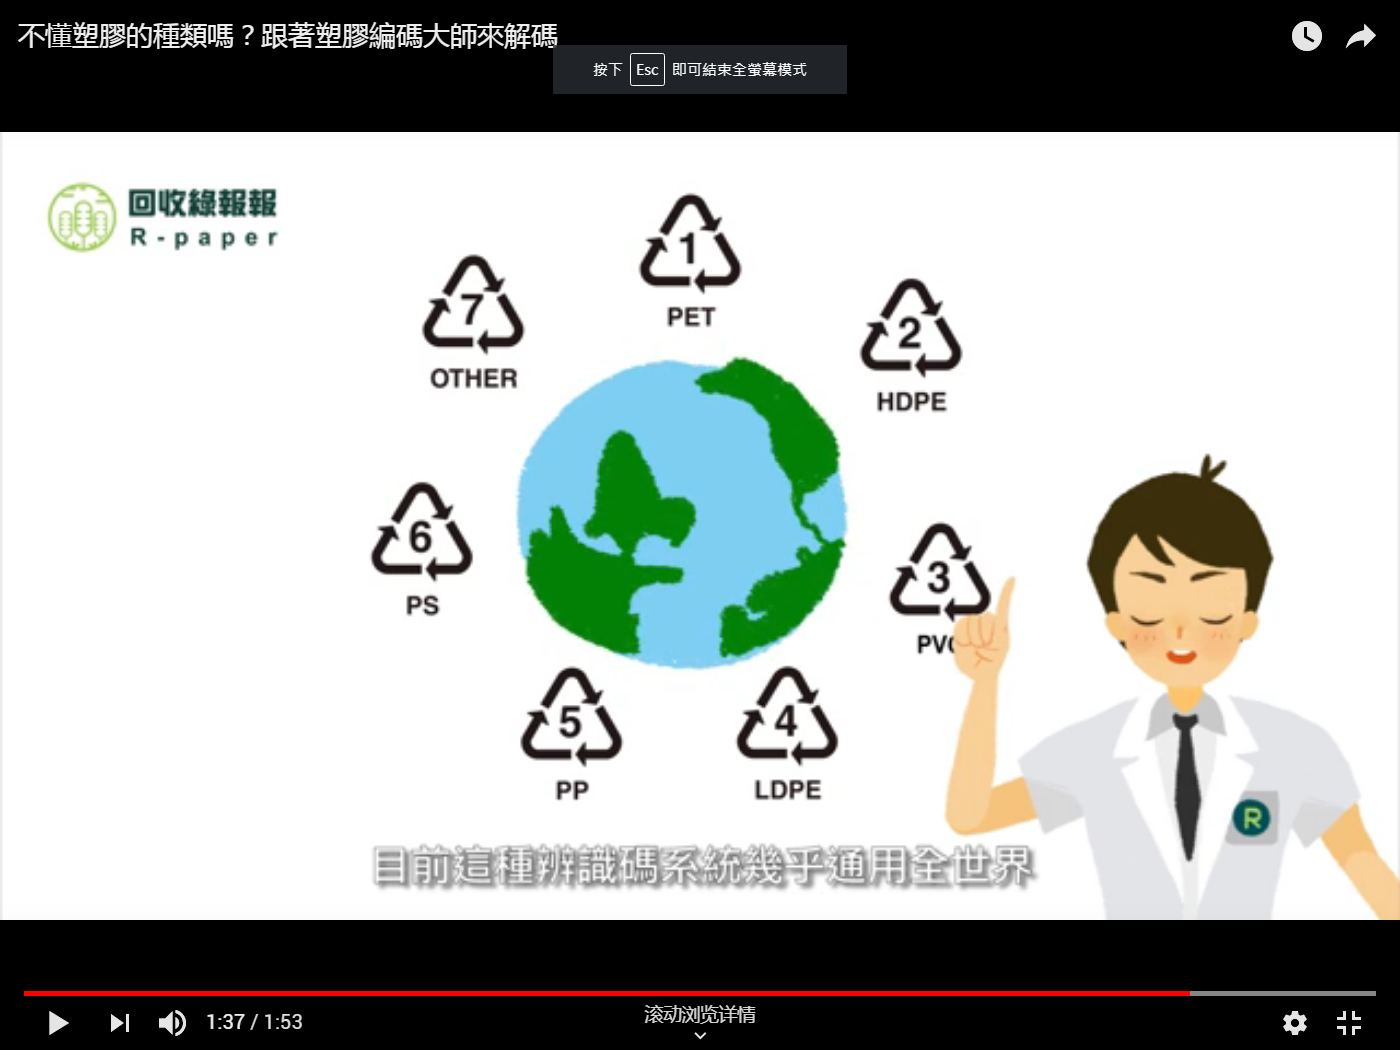 不懂塑膠的種類嗎？跟著塑膠編碼大師來解碼
按下 Esc 即可結束全螢幕模式
回收綠報報
R-paper
1
PET
7
OTHER
2
HDPE
6
PS
3
PVC
5
PP
4
LDPE
R
目前這種辨識碼系統幾乎通用全世界
滚动浏览详情
1:37 / 1:53